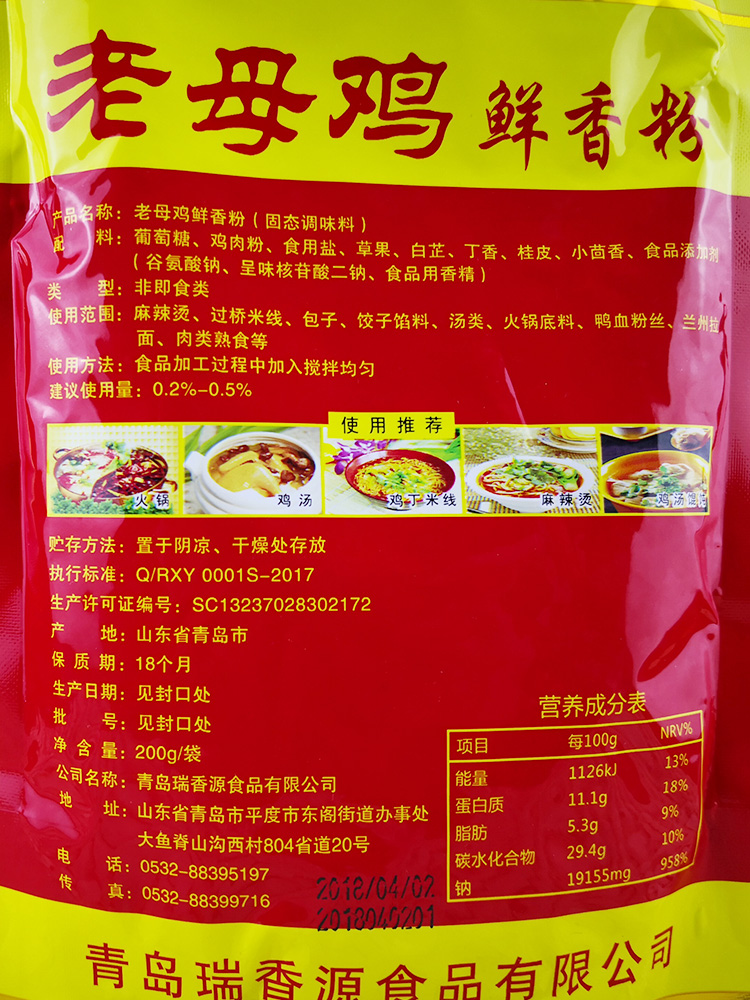 老母鸡鲜香粉
产品名称：老母鸡鲜香粉（固态调味料）
配 料：葡萄糖、鸡肉粉、食用盐、草果、白芷、丁香、桂皮、小茴香、食品添加剂
（谷氨酸钠、呈味核苷酸二钠、食品用香精）
类 型：非即食类
使用范围：麻辣烫、过桥米线、包子、饺子馅料、汤类、火锅底料、鸭血粉丝、兰州拉
面、肉类熟食等
使用方法：食品加工过程中加入搅拌均匀
建议使用量：0.2%-0.5%
使用推荐
火锅 鸡汤 鸡丁米线 麻辣烫 鸡汤馄饨
贮存方法：置于阴凉、干燥处存放
执行标准：Q/RXY 0001S-2017
生产许可证编号：SC13237028302172
产 地：山东省青岛市
保 质 期：18个月
生产日期：见封口处
批 号：见封口处
净 含 量：200g/袋
公司名称：青岛瑞香源食品有限公司
地 址：山东省青岛市平度市东阁街道办事处
大鱼脊山沟西村804省道20号
电 话：0532-88395197
传 真：0532-88399716
营养成分表
项目 每100g NRV%
能量 1126kJ 13%
蛋白质 11.1g 18%
脂肪 5.3g 9%
碳水化合物 29.4g 10%
钠 19155mg 958%
2018/04/02
2018040201
青岛瑞香源食品有限公司